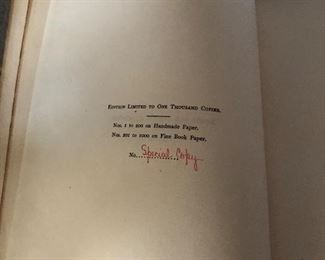 Edition Limited to One Thousand Copies.
Nos. 1 to 200 on Handmade Paper.
Nos. 201 to 1000 on Fine Book Paper.
No. Special Copy